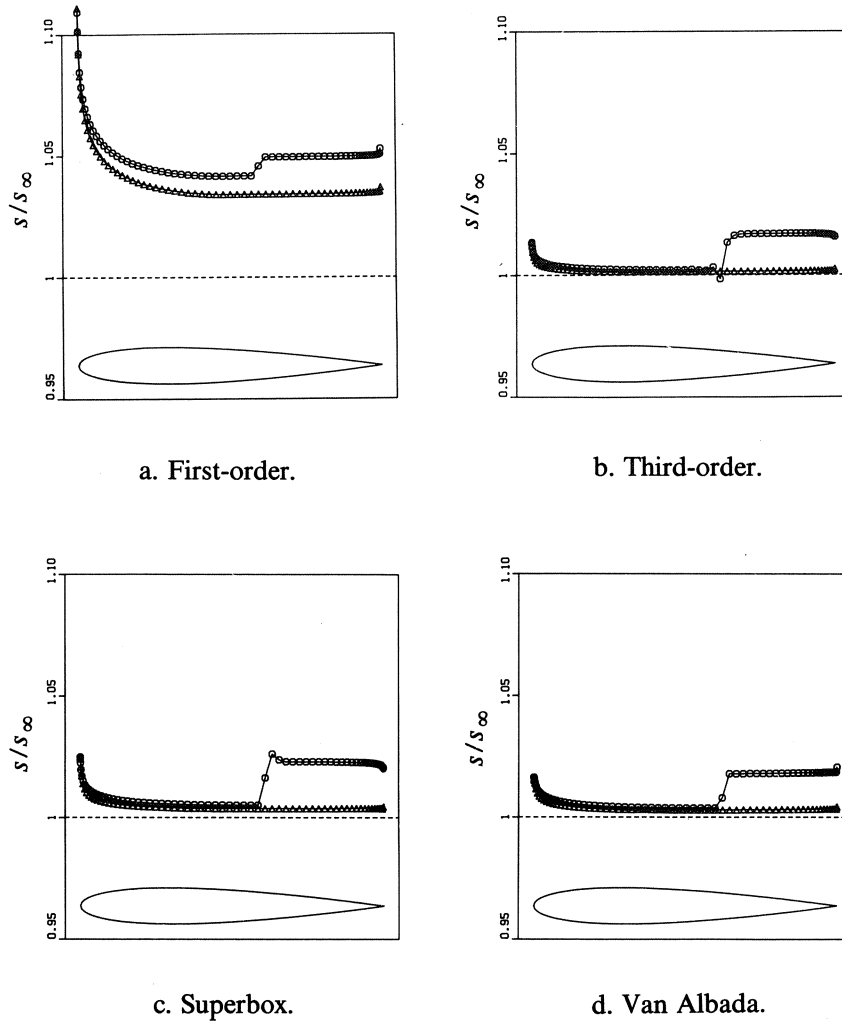 1.10
1.05
1
0.95
s/s∞
a. First-order.
1.10
1.05
1
0.95
s/s∞
b. Third-order.
1.10
1.05
1
0.95
s/s∞
c. Superbox.
1.10
1.05
1
0.95
s/s∞
d. Van Albada.